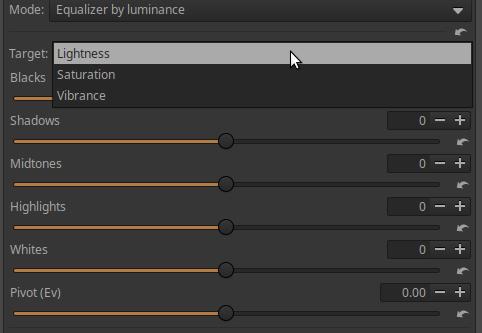 Mode: Equalizer by luminance
Target: Lightness
Saturation
Blacks
Vibrance
Shadows 0
Midtones 0
Highlights 0
Whites 0
Pivot (Ev) 0.00